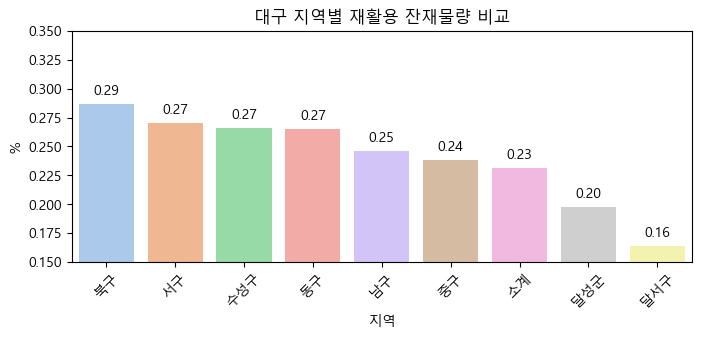 대구 지역별 재활용 잔재물량 비교
0.350
0.325
0.300
0.275
0.250
0.225
0.200
0.175
0.150
%
0.29
0.27
0.27
0.27
0.25
0.24
0.23
0.20
0.16
북구
서구
수성구
동구
남구
중구
소계
달성군
달서구
지역